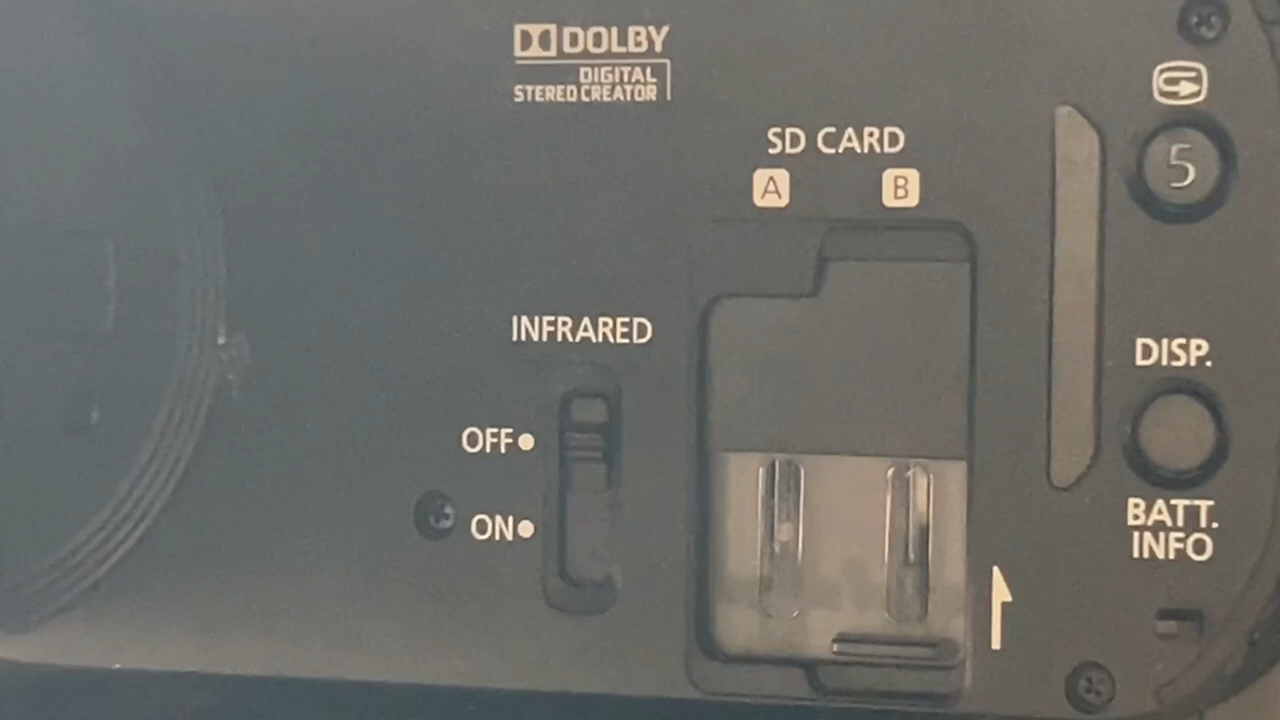 DOLBY
DIGITAL
STEREO CREATOR
SD CARD
A B
5
INFRARED
OFF
ON
DISP.
BATT.
INFO